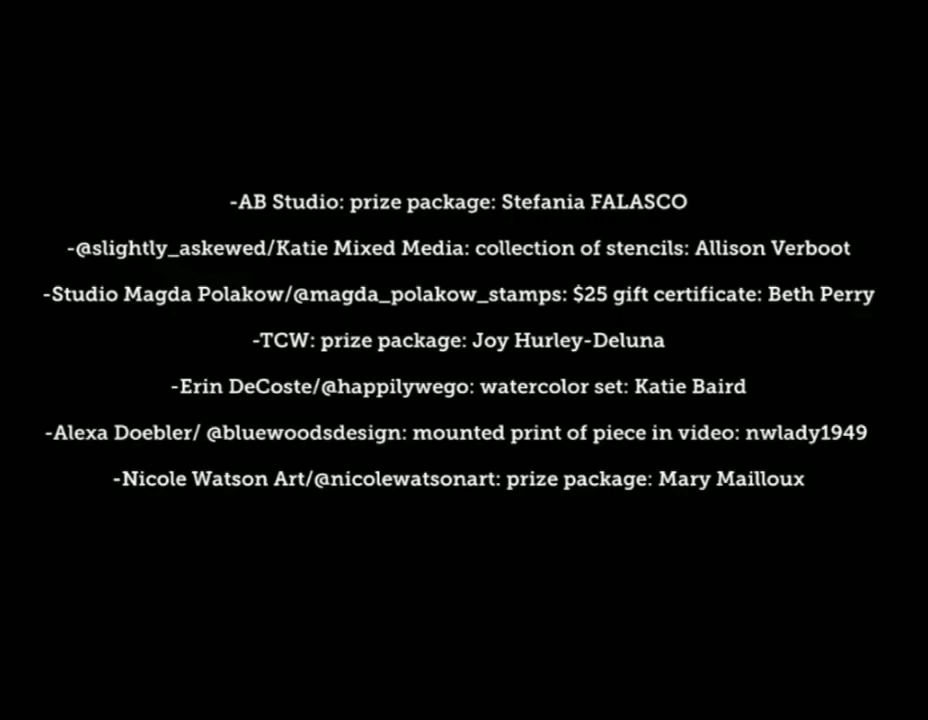 -AB Studio: prize package: Stefania FALASCO
-@slightly_askewed/Katie Mixed Media: collection of stencils: Allison Verboot
-Studio Magda Polakow/@magda_polakow_stamps: $25 gift certificate: Beth Perry
-TCW: prize package: Joy Hurley-Deluna
-Erin DeCoste/@happilywego: watercolor set: Katie Baird
-Alexa Doebler/ @bluewoodsdesign: mounted print of piece in video: nwlady1949
-Nicole Watson Art/@nicolewatsonart: prize package: Mary Mailloux